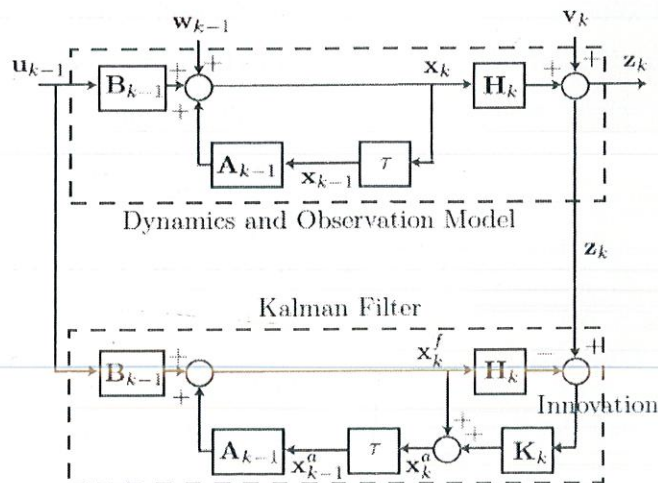 w_{k-1}
v_k
u_{k-1}
+
+
B_{k-1}
+
+
x_k
H_k
+
+
z_k
A_{k-1}
x_{k-1}
τ
Dynamics and Observation Model
z_k
Kalman Filter
B_{k-1}
+
+
x_k^f
H_k
−
+
Innovation
A_{k-1}
x_{k-1}^a
τ
x_k^a
+
+
K_k